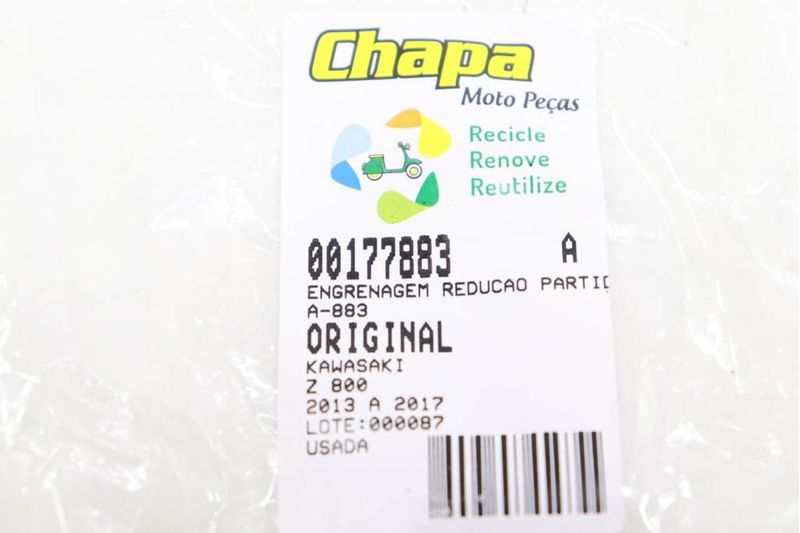 Chapa
Moto Peças
Recicle
Renove
Reutilize
00177883 A
ENGRENAGEM REDUCAO PARTID
A-883
ORIGINAL
KAWASAKI
Z 800
2013 A 2017
LOTE:000087
USADA